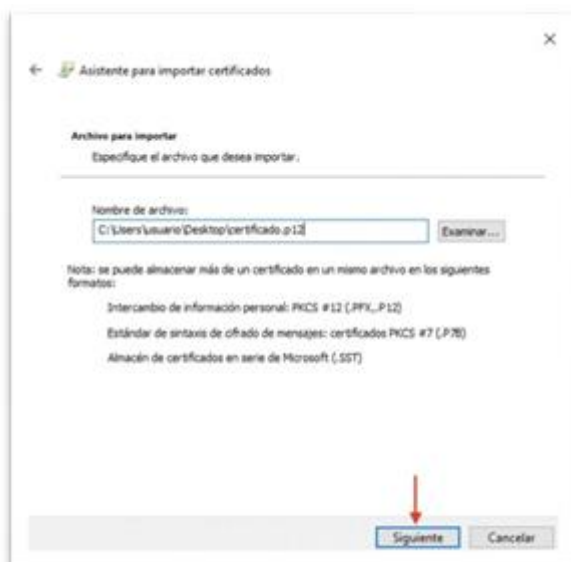 Asistente para importar certificados
Archivo para importar
Especifique el archivo que desea importar.
Nombre de archivo:
C:\Users\usuario\Desktop\certificado.p12
Examinar...
Nota: se puede almacenar más de un certificado en un mismo archivo en los siguientes
formatos:
Intercambio de información personal: PKCS #12 (.PFX,.P12)
Estándar de sintaxis de cifrado de mensajes: certificados PKCS #7 (.P7B)
Almacén de certificados en serie de Microsoft (.SST)
Siguiente
Cancelar